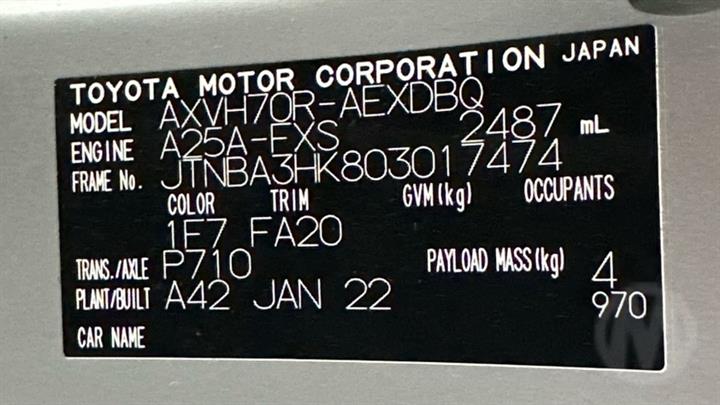 TOYOTA MOTOR CORPORATION JAPAN
MODEL AXVH70R-AEXDBQ
ENGINE A25A-FXS 2487 mL
FRAME No. JTNBA3HK803017474
COLOR TRIM GVM(kg) OCCUPANTS
1F7 FA20
TRANS./AXLE P710 PAYLOAD MASS(kg) 4
PLANT/BUILT A42 JAN 22 970
CAR NAME